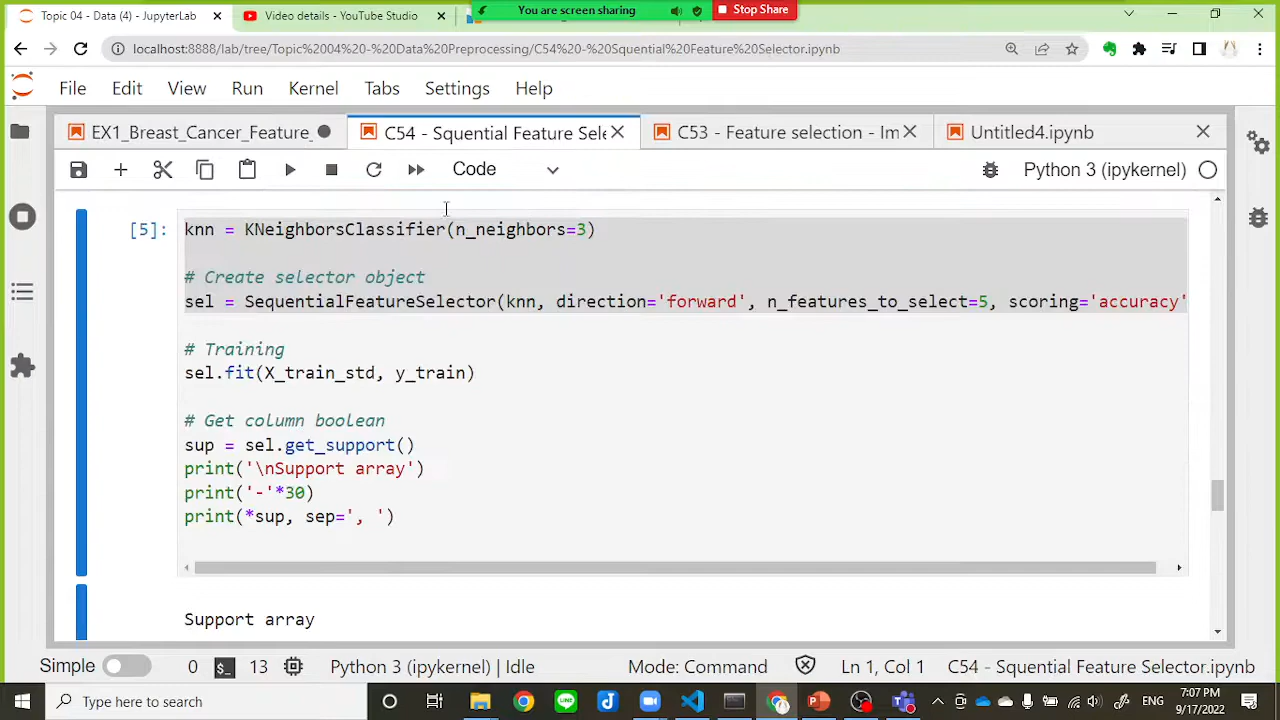 Topic 04 - Data (4) - JupyterLab
Video details - YouTube Studio
You are screen sharing
Stop Share
localhost:8888/lab/tree/Topic%2004%20-%20Data%20Preprocessing/C54%20-%20Squential%20Feature%20Selector.ipynb
File Edit View Run Kernel Tabs Settings Help
EX1_Breast_Cancer_Feature_
C54 - Squential Feature Sele
C53 - Feature selection - Im
Untitled4.ipynb
Code
Python 3 (ipykernel)
[5]:
knn = KNeighborsClassifier(n_neighbors=3)
# Create selector object
sel = SequentialFeatureSelector(knn, direction='forward', n_features_to_select=5, scoring='accuracy'
# Training
sel.fit(X_train_std, y_train)
# Get column boolean
sup = sel.get_support()
print('\nSupport array')
print('-'*30)
print(*sup, sep=', ')
Support array
Simple 0 13 Python 3 (ipykernel) | Idle Mode: Command Ln 1, Col 1 C54 - Squential Feature Selector.ipynb
Type here to search
ENG
7:07 PM
9/17/2022